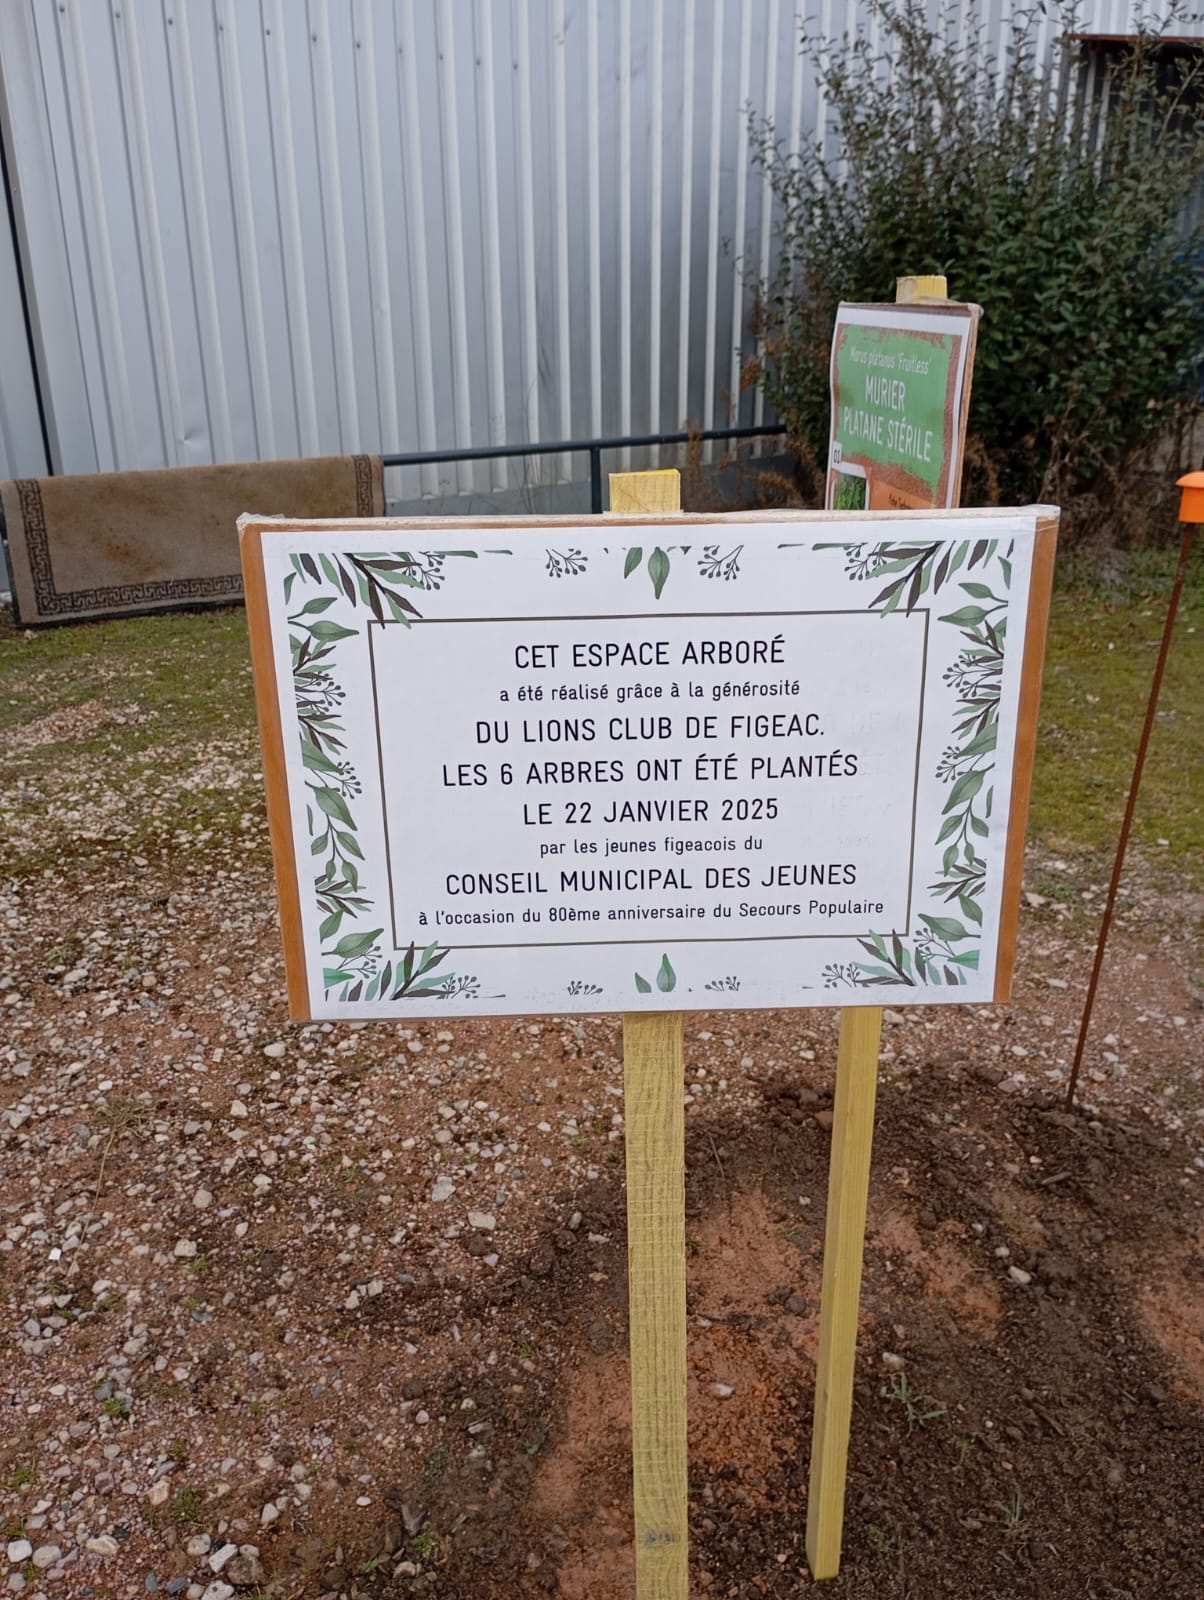 Morus platanus 'Fruitless'
MURIER
PLATANE STÉRILE
01
CET ESPACE ARBORÉ
a été réalisé grâce à la générosité
DU LIONS CLUB DE FIGEAC.
LES 6 ARBRES ONT ÉTÉ PLANTÉS
LE 22 JANVIER 2025
par les jeunes figeacois du
CONSEIL MUNICIPAL DES JEUNES
à l'occasion du 80ème anniversaire du Secours Populaire